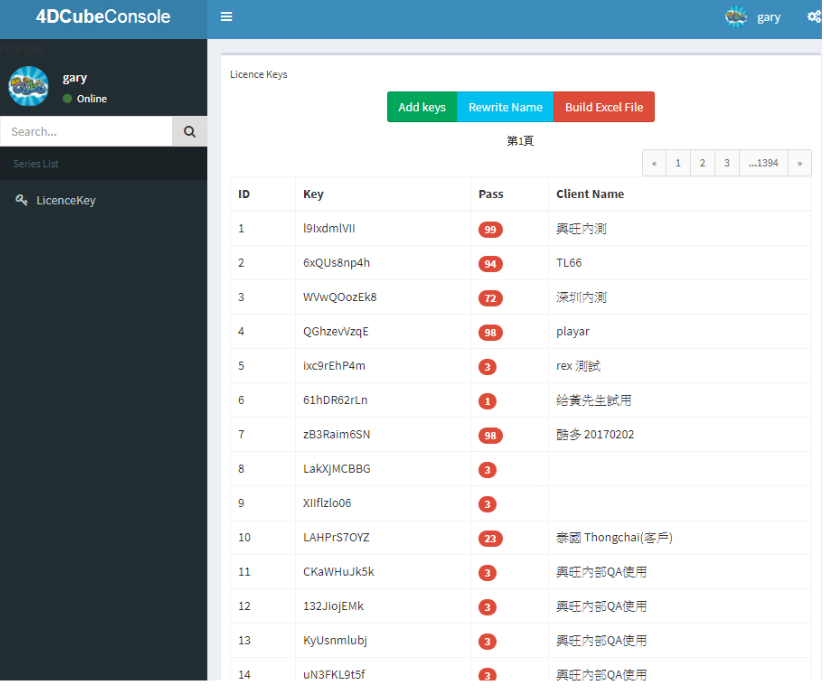 4DCubeConsole
gary
gary
Online
Search...
Series List
LicenceKey
Licence Keys
Add keys Rewrite Name Build Excel File
第1頁
« 1 2 3 ...1394 »
ID Key Pass Client Name
1 l9IxdmlVII 99 興旺內測
2 6xQUs8np4h 94 TL66
3 WVwQOozEk8 72 深圳內測
4 QGhzevVzqE 98 playar
5 ixc9rEhP4m 3 rex 測試
6 61hDR62rLn 1 給黃先生試用
7 zB3Raim6SN 98 酷多 20170202
8 LakXjMCBBG 3
9 XIIflzlo06 3
10 LAHPrS7OYZ 23 泰國 Thongchai(客戶)
11 CKaWHuJk5k 3 興旺內部QA使用
12 132JiojEMk 3 興旺內部QA使用
13 KyUsnmlubj 3 興旺內部QA使用
14 uN3FKL9t5f 3 興旺內部QA使用